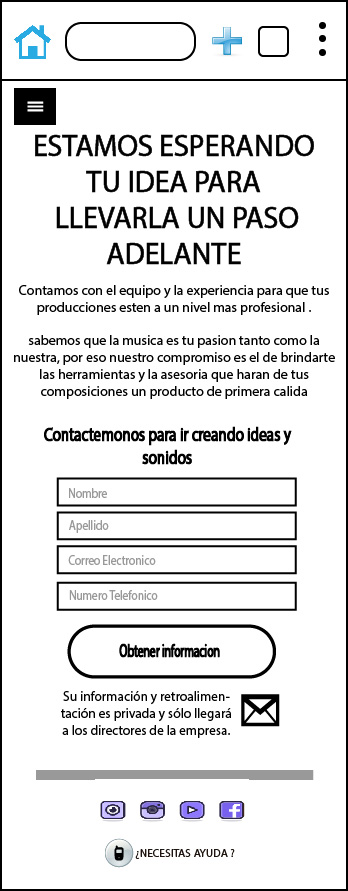 ESTAMOS ESPERANDO
TU IDEA PARA
LLEVARLA UN PASO
ADELANTE
Contamos con el equipo y la experiencia para que tus
producciones esten a un nivel mas profesional .
sabemos que la musica es tu pasion tanto como la
nuestra, por eso nuestro compromiso es el de brindarte
las herramientas y la asesoria que haran de tus
composiciones un producto de primera calida
Contactemonos para ir creando ideas y
sonidos
Nombre
Apellido
Correo Electronico
Numero Telefonico
Obtener informacion
Su información y retroalimen-
tación es privada y sólo llegará
a los directores de la empresa.
¿NECESITAS AYUDA ?